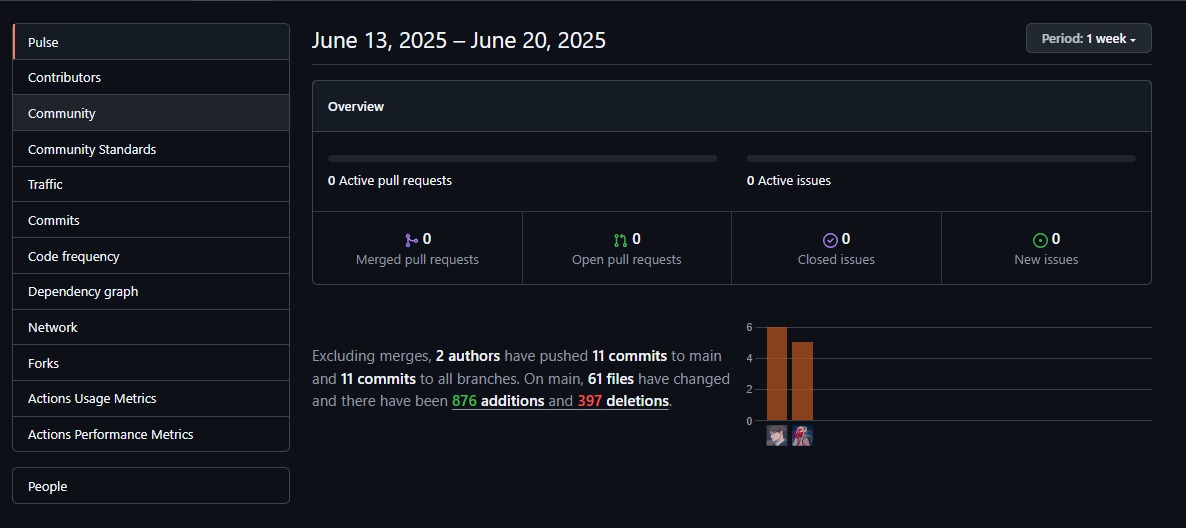 Pulse
Contributors
Community
Community Standards
Traffic
Commits
Code frequency
Dependency graph
Network
Forks
Actions Usage Metrics
Actions Performance Metrics
People
June 13, 2025 – June 20, 2025
Period: 1 week
Overview
0 Active pull requests
0 Active issues
0
Merged pull requests
0
Open pull requests
0
Closed issues
0
New issues
Excluding merges, 2 authors have pushed 11 commits to main
and 11 commits to all branches. On main, 61 files have changed
and there have been 876 additions and 397 deletions.
6
4
2
0